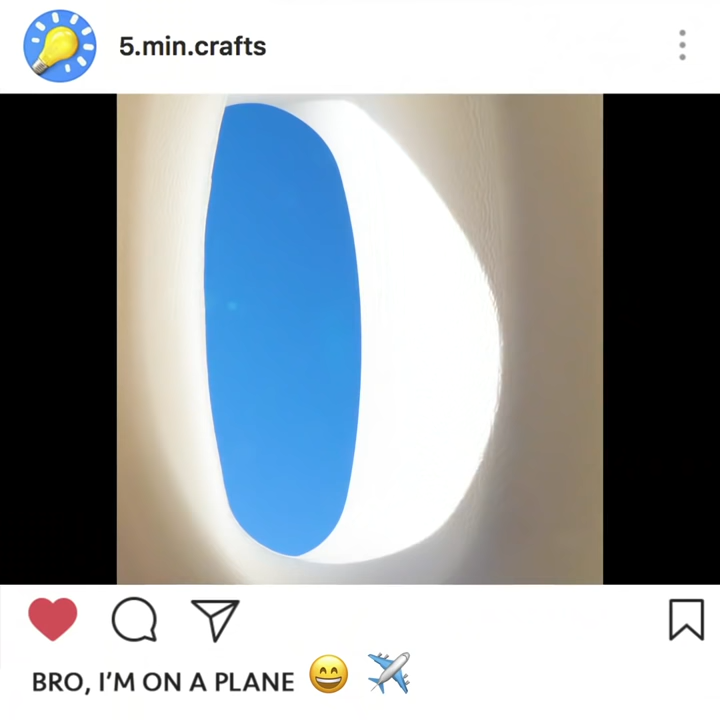 5.min.crafts
BRO, I'M ON A PLANE 😄 ✈️